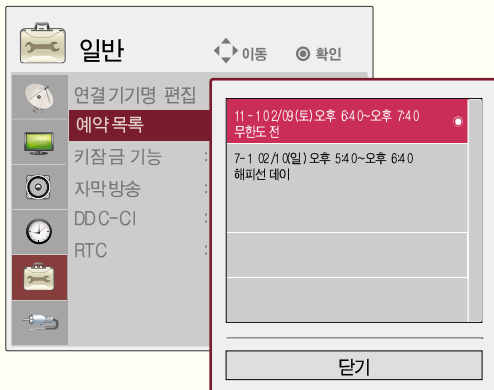 일반
이동
확인
연결기기명 편집
예약목록
키잠금 기능 :
자막방송 :
DDC-CI :
RTC :
11-1 02/09(토)오후 6:40~오후 7:40
무한도전
7-1 02/10(일)오후 5:40~오후 6:40
해피선데이
닫기